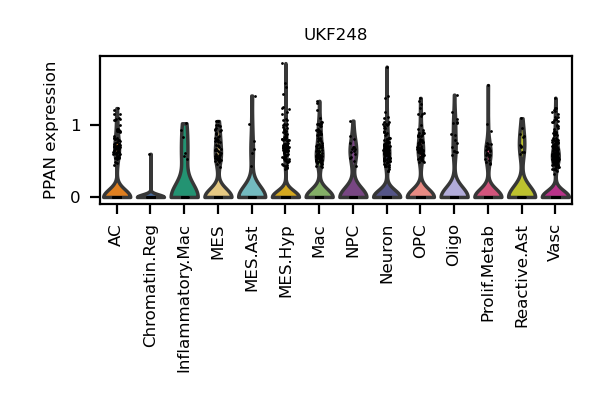 UKF248
PPAN expression
1
0
AC
Chromatin.Reg
Inflammatory.Mac
MES
MES.Ast
MES.Hyp
Mac
NPC
Neuron
OPC
Oligo
Prolif.Metab
Reactive.Ast
Vasc